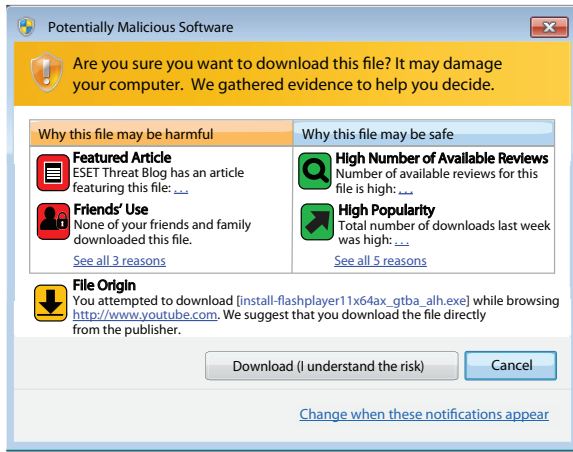 Potentially Malicious Software
Are you sure you want to download this file? It may damage
your computer. We gathered evidence to help you decide.
Why this file may be harmful
Featured Article
ESET Threat Blog has an article
featuring this file: . . .
Friends' Use
None of your friends and family
downloaded this file.
See all 3 reasons
Why this file may be safe
High Number of Available Reviews
Number of available reviews for this
file is high: . . .
High Popularity
Total number of downloads last week
was high: . . .
See all 5 reasons
File Origin
You attempted to download [install-flashplayer11x64ax_gtba_alh.exe] while browsing
http://www.youtube.com. We suggest that you download the file directly
from the publisher.
Download (I understand the risk)
Cancel
Change when these notifications appear